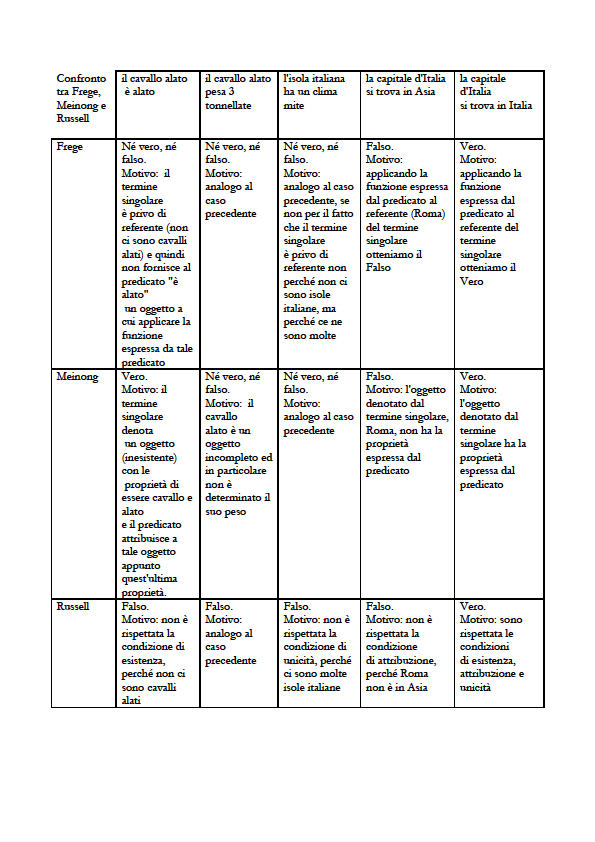 Confronto
tra Frege,
Meinong e
Russell
il cavallo alato
è alato
il cavallo alato
pesa 3
tonnellate
l'isola italiana
ha un clima
mite
la capitale d'Italia
si trova in Asia
la capitale
d'Italia
si trova in Italia
Frege
Né vero, né
falso.
Motivo: il
termine
singolare
è privo di
referente (non
ci sono cavalli
alati) e quindi
non fornisce al
predicato "è
alato"
un oggetto a
cui applicare la
funzione
espressa da tale
predicato
Né vero, né
falso.
Motivo:
analogo al
caso
precedente
Né vero, né
falso.
Motivo:
analogo al caso
precedente, se
non per il fatto
che il termine
singolare
è privo di
referente non
perché non ci
sono isole
italiane, ma
perché ce ne
sono molte
Falso.
Motivo:
applicando la
funzione espressa
dal predicato al
referente (Roma)
del termine
singolare
otteniamo il
Falso
Vero.
Motivo:
applicando la
funzione
espressa dal
predicato al
referente del
termine
singolare
otteniamo il
Vero
Meinong
Vero.
Motivo: il
termine
singolare
denota
un oggetto
(inesistente)
con le
proprietà di
essere cavallo e
alato
e il predicato
attribuisce a
tale oggetto
appunto
quest'ultima
proprietà.
Né vero, né
falso.
Motivo: il
cavallo
alato è un
oggetto
incompleto ed
in particolare
non è
determinato il
suo peso
Né vero, né
falso.
Motivo:
analogo al caso
precedente
Falso.
Motivo: l'oggetto
denotato dal
termine singolare,
Roma, non ha la
proprietà
espressa dal
predicato
Vero.
Motivo:
l'oggetto
denotato dal
termine
singolare ha la
proprietà
espressa dal
predicato
Russell
Falso.
Motivo: non è
rispettata la
condizione di
esistenza,
perché non ci
sono cavalli
alati
Falso.
Motivo:
analogo al
caso
precedente
Falso.
Motivo: non è
rispettata la
condizione di
unicità, perché
ci sono molte
isole italiane
Falso.
Motivo: non è
rispettata la
condizione
di attribuzione,
perché Roma
non è in Asia
Vero.
Motivo: sono
rispettate le
condizioni
di esistenza,
attribuzione e
unicità